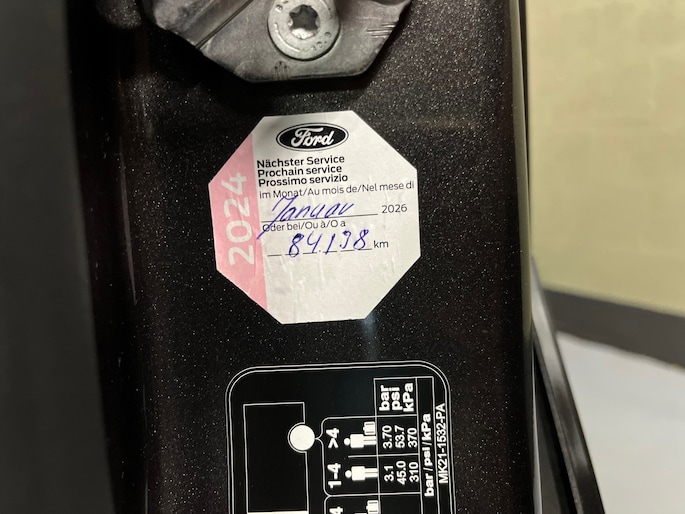 Ford
2024
Nächster Service
Prochain service
Prossimo servizio
im Monat/Au mois de/Nel mese di
Januar 2026
Oder bei/Ou à/O a
84198 km
bar
psi
kPa
>4
3.70
53.7
370
1-4
3.1
45.0
310
bar/psi/kPa
MK21-1532-PA